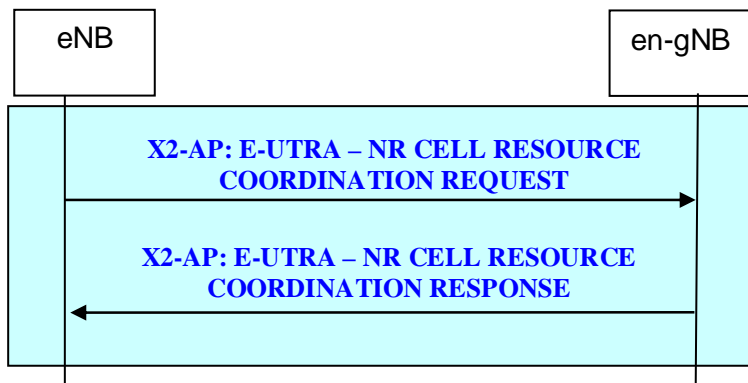 eNB
en-gNB
X2-AP: E-UTRA – NR CELL RESOURCE
COORDINATION REQUEST
X2-AP: E-UTRA – NR CELL RESOURCE
COORDINATION RESPONSE